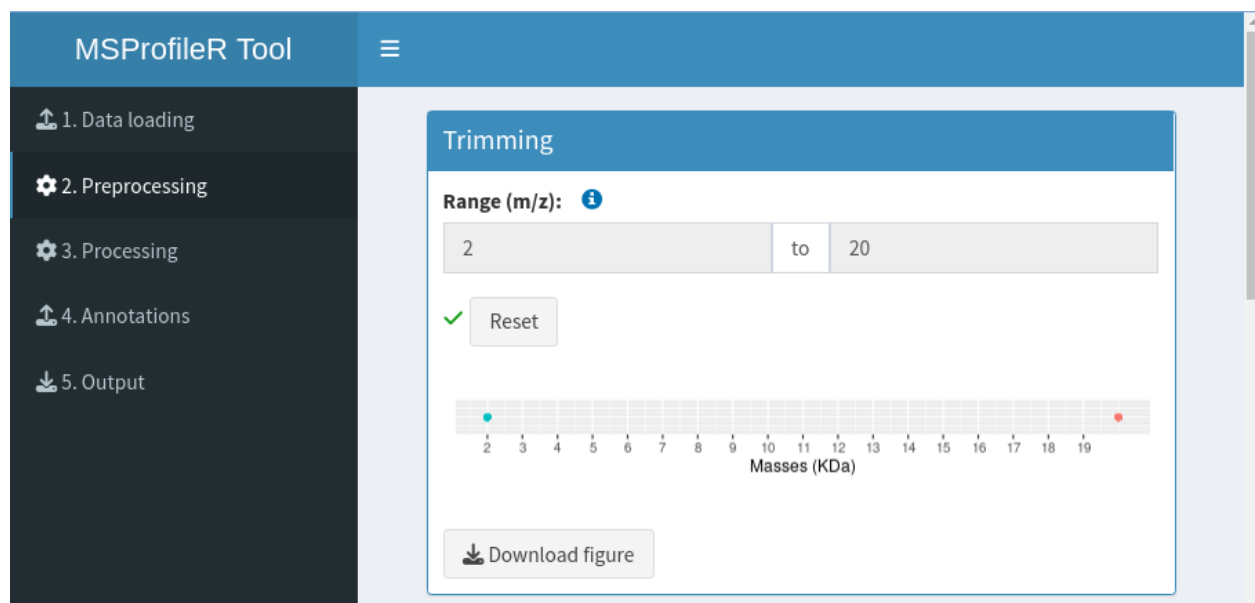 MSProfileR Tool
1. Data loading
2. Preprocessing
3. Processing
4. Annotations
5. Output
Trimming
Range (m/z):
2 to 20
Reset
2 3 4 5 6 7 8 9 10 11 12 13 14 15 16 17 18 19
Masses (KDa)
Download figure